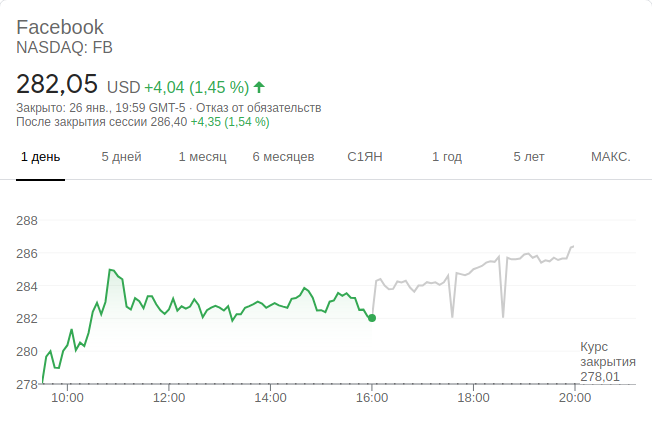 Facebook
NASDAQ: FB
282,05 USD +4,04 (1,45 %)
Закрыто: 26 янв., 19:59 GMT-5 · Отказ от обязательств
После закрытия сессии 286,40 +4,35 (1,54 %)
1 день 5 дней 1 месяц 6 месяцев С1ЯН 1 год 5 лет МАКС.
288
286
284
282
280
278
Курс
закрытия
278,01
10:00 12:00 14:00 16:00 18:00 20:00